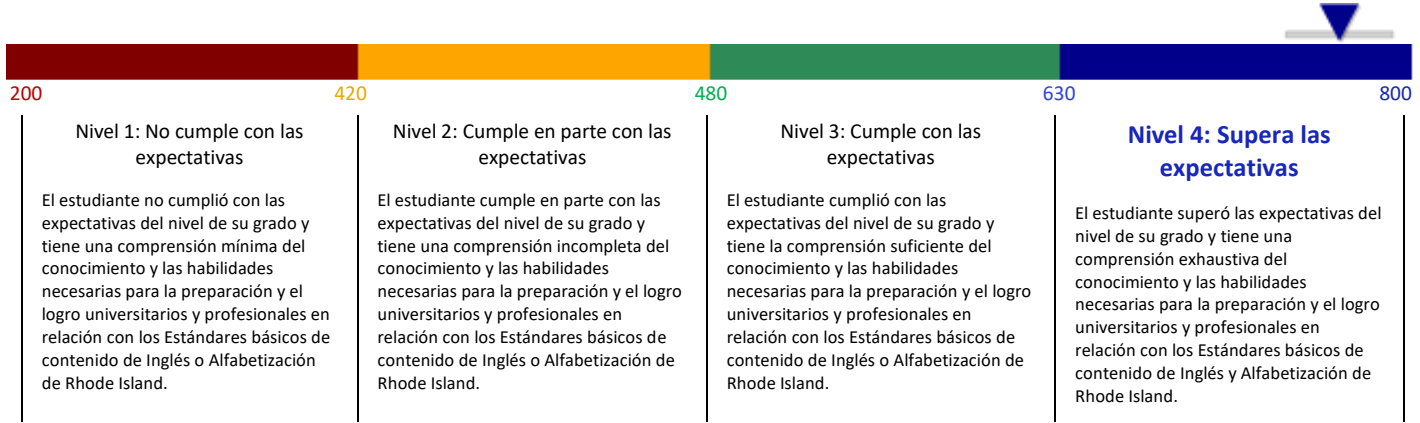 200 420 480 630 800
Nivel 1: No cumple con las
expectativas
El estudiante no cumplió con las
expectativas del nivel de su grado y
tiene una comprensión mínima del
conocimiento y las habilidades
necesarias para la preparación y el
logro universitarios y profesionales en
relación con los Estándares básicos de
contenido de Inglés o Alfabetización
de Rhode Island.
Nivel 2: Cumple en parte con las
expectativas
El estudiante cumple en parte con las
expectativas del nivel de su grado y
tiene una comprensión incompleta del
conocimiento y las habilidades
necesarias para la preparación y el logro
universitarios y profesionales en
relación con los Estándares básicos de
contenido de Inglés o Alfabetización de
Rhode Island.
Nivel 3: Cumple con las
expectativas
El estudiante cumplió con las
expectativas del nivel de su grado y
tiene la comprensión suficiente del
conocimiento y las habilidades
necesarias para la preparación y el logro
universitarios y profesionales en
relación con los Estándares básicos de
contenido de Inglés o Alfabetización de
Rhode Island.
Nivel 4: Supera las
expectativas
El estudiante superó las expectativas del
nivel de su grado y tiene una
comprensión exhaustiva del
conocimiento y las habilidades
necesarias para la preparación y el logro
universitarios y profesionales en
relación con los Estándares básicos de
contenido de Inglés y Alfabetización de
Rhode Island.